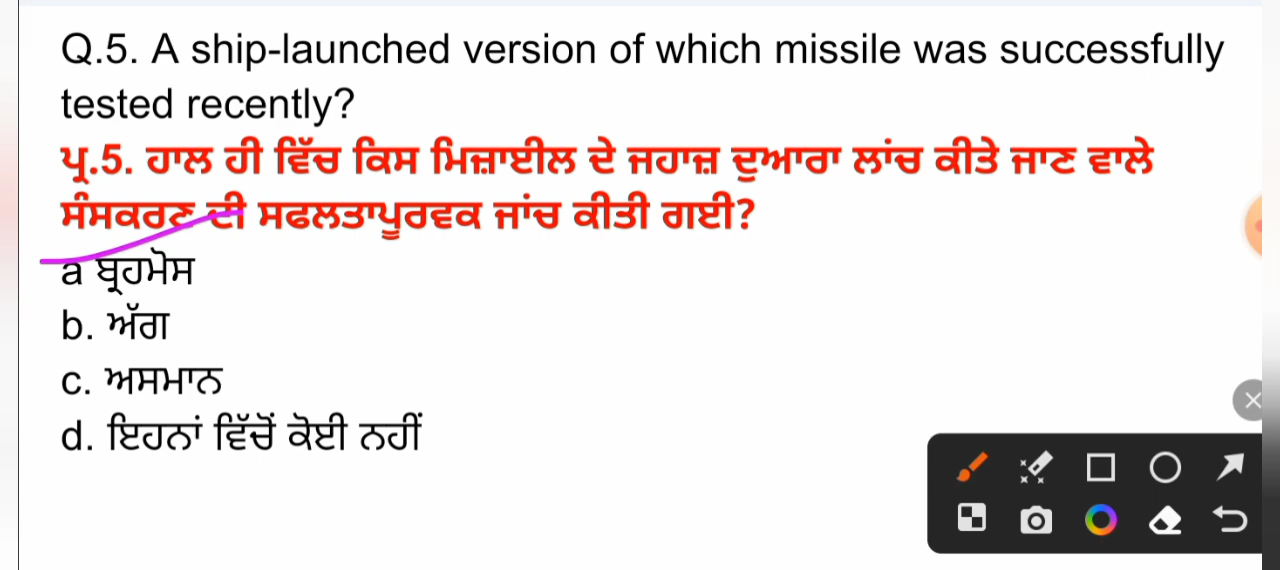 Q.5. A ship-launched version of which missile was successfully
tested recently?
ਪ੍ਰ.5. ਹਾਲ ਹੀ ਵਿੱਚ ਕਿਸ ਮਿਜ਼ਾਈਲ ਦੇ ਜਹਾਜ਼ ਦੁਆਰਾ ਲਾਂਚ ਕੀਤੇ ਜਾਣ ਵਾਲੇ
ਸੰਸਕਰਣ ਦੀ ਸਫਲਤਾਪੂਰਵਕ ਜਾਂਚ ਕੀਤੀ ਗਈ?
a ਬ੍ਰਹਮੋਸ
b. ਅੱਗ
c. ਅਸਮਾਨ
d. ਇਹਨਾਂ ਵਿੱਚੋਂ ਕੋਈ ਨਹੀਂ